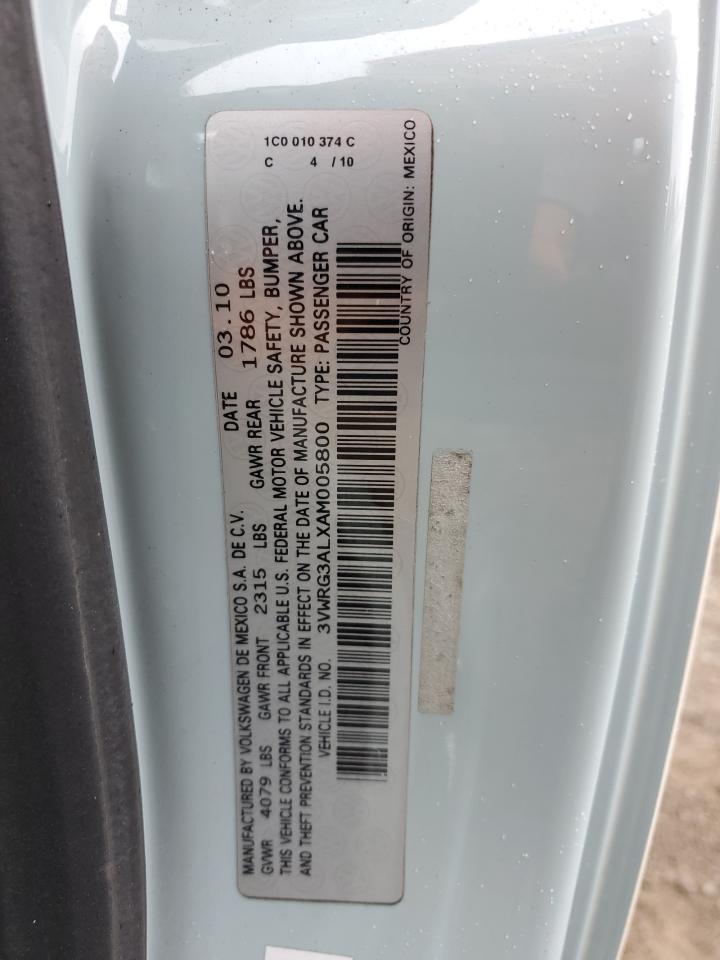 1C0 010 374 C
C 4 /10
MANUFACTURED BY VOLKSWAGEN DE MEXICO S.A. DE C.V. DATE 03.10
GVWR 4079 LBS GAWR FRONT 2315 LBS GAWR REAR 1786 LBS
THIS VEHICLE CONFORMS TO ALL APPLICABLE U.S. FEDERAL MOTOR VEHICLE SAFETY, BUMPER,
AND THEFT PREVENTION STANDARDS IN EFFECT ON THE DATE OF MANUFACTURE SHOWN ABOVE.
VEHICLE I.D. NO. 3VWRG3ALXAM005800 TYPE: PASSENGER CAR
COUNTRY OF ORIGIN: MEXICO